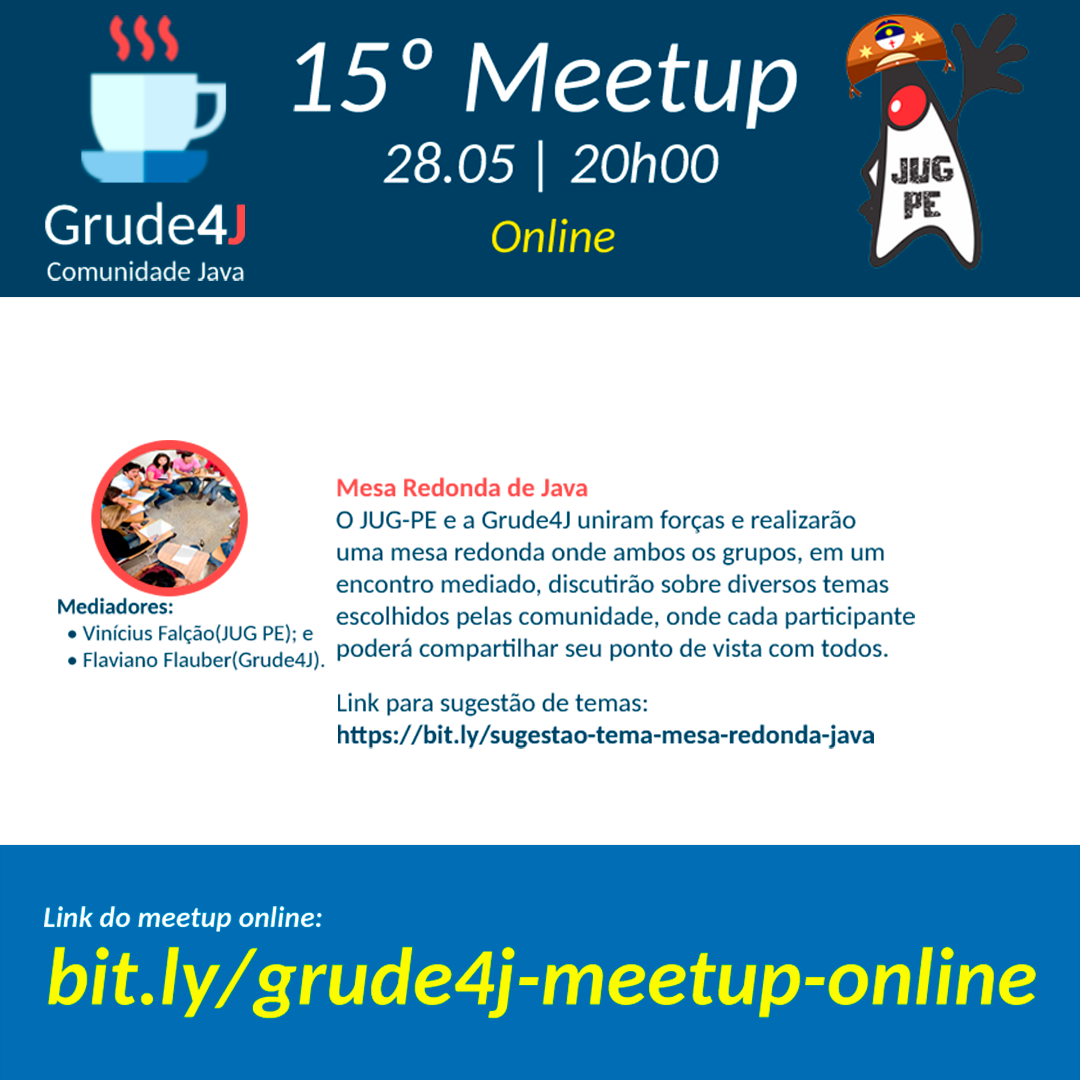 15º Meetup
28.05 | 20h00
Online
Grude4J
Comunidade Java
JUG
PE
Mesa Redonda de Java
O JUG-PE e a Grude4J uniram forças e realizarão
uma mesa redonda onde ambos os grupos, em um
encontro mediado, discutirão sobre diversos temas
escolhidos pelas comunidade, onde cada participante
poderá compartilhar seu ponto de vista com todos.
Mediadores:
• Vinícius Falção(JUG PE); e
• Flaviano Flauber(Grude4J).
Link para sugestão de temas:
https://bit.ly/sugestao-tema-mesa-redonda-java
Link do meetup online:
bit.ly/grude4j-meetup-online